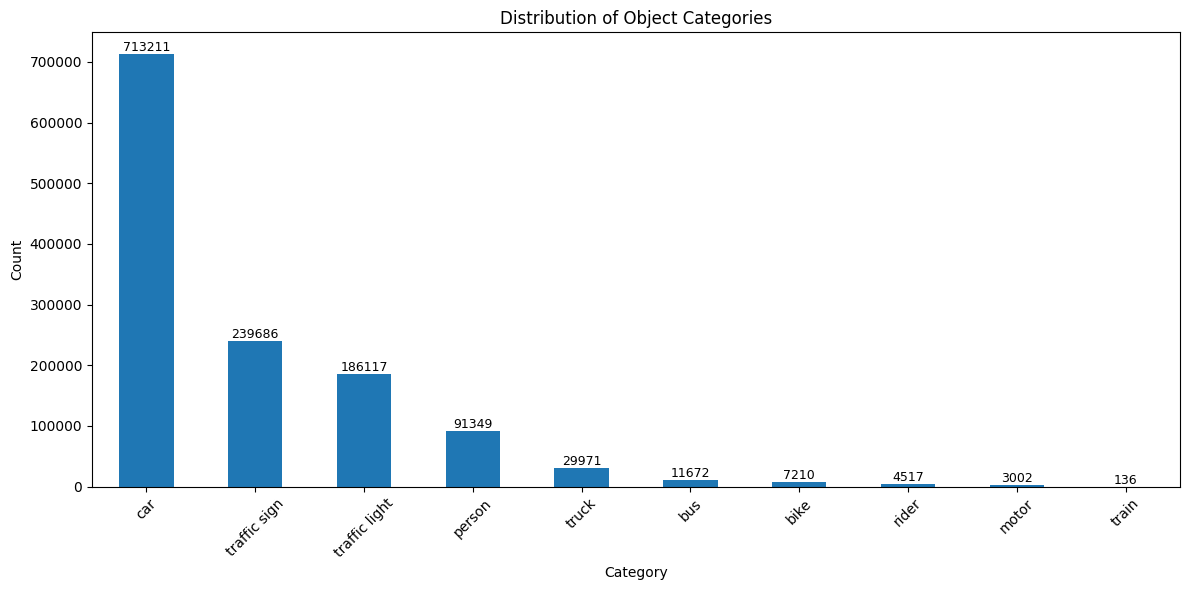 Distribution of Object Categories
Count
700000
600000
500000
400000
300000
200000
100000
0
713211
239686
186117
91349
29971
11672
7210
4517
3002
136
car
traffic sign
traffic light
person
truck
bus
bike
rider
motor
train
Category